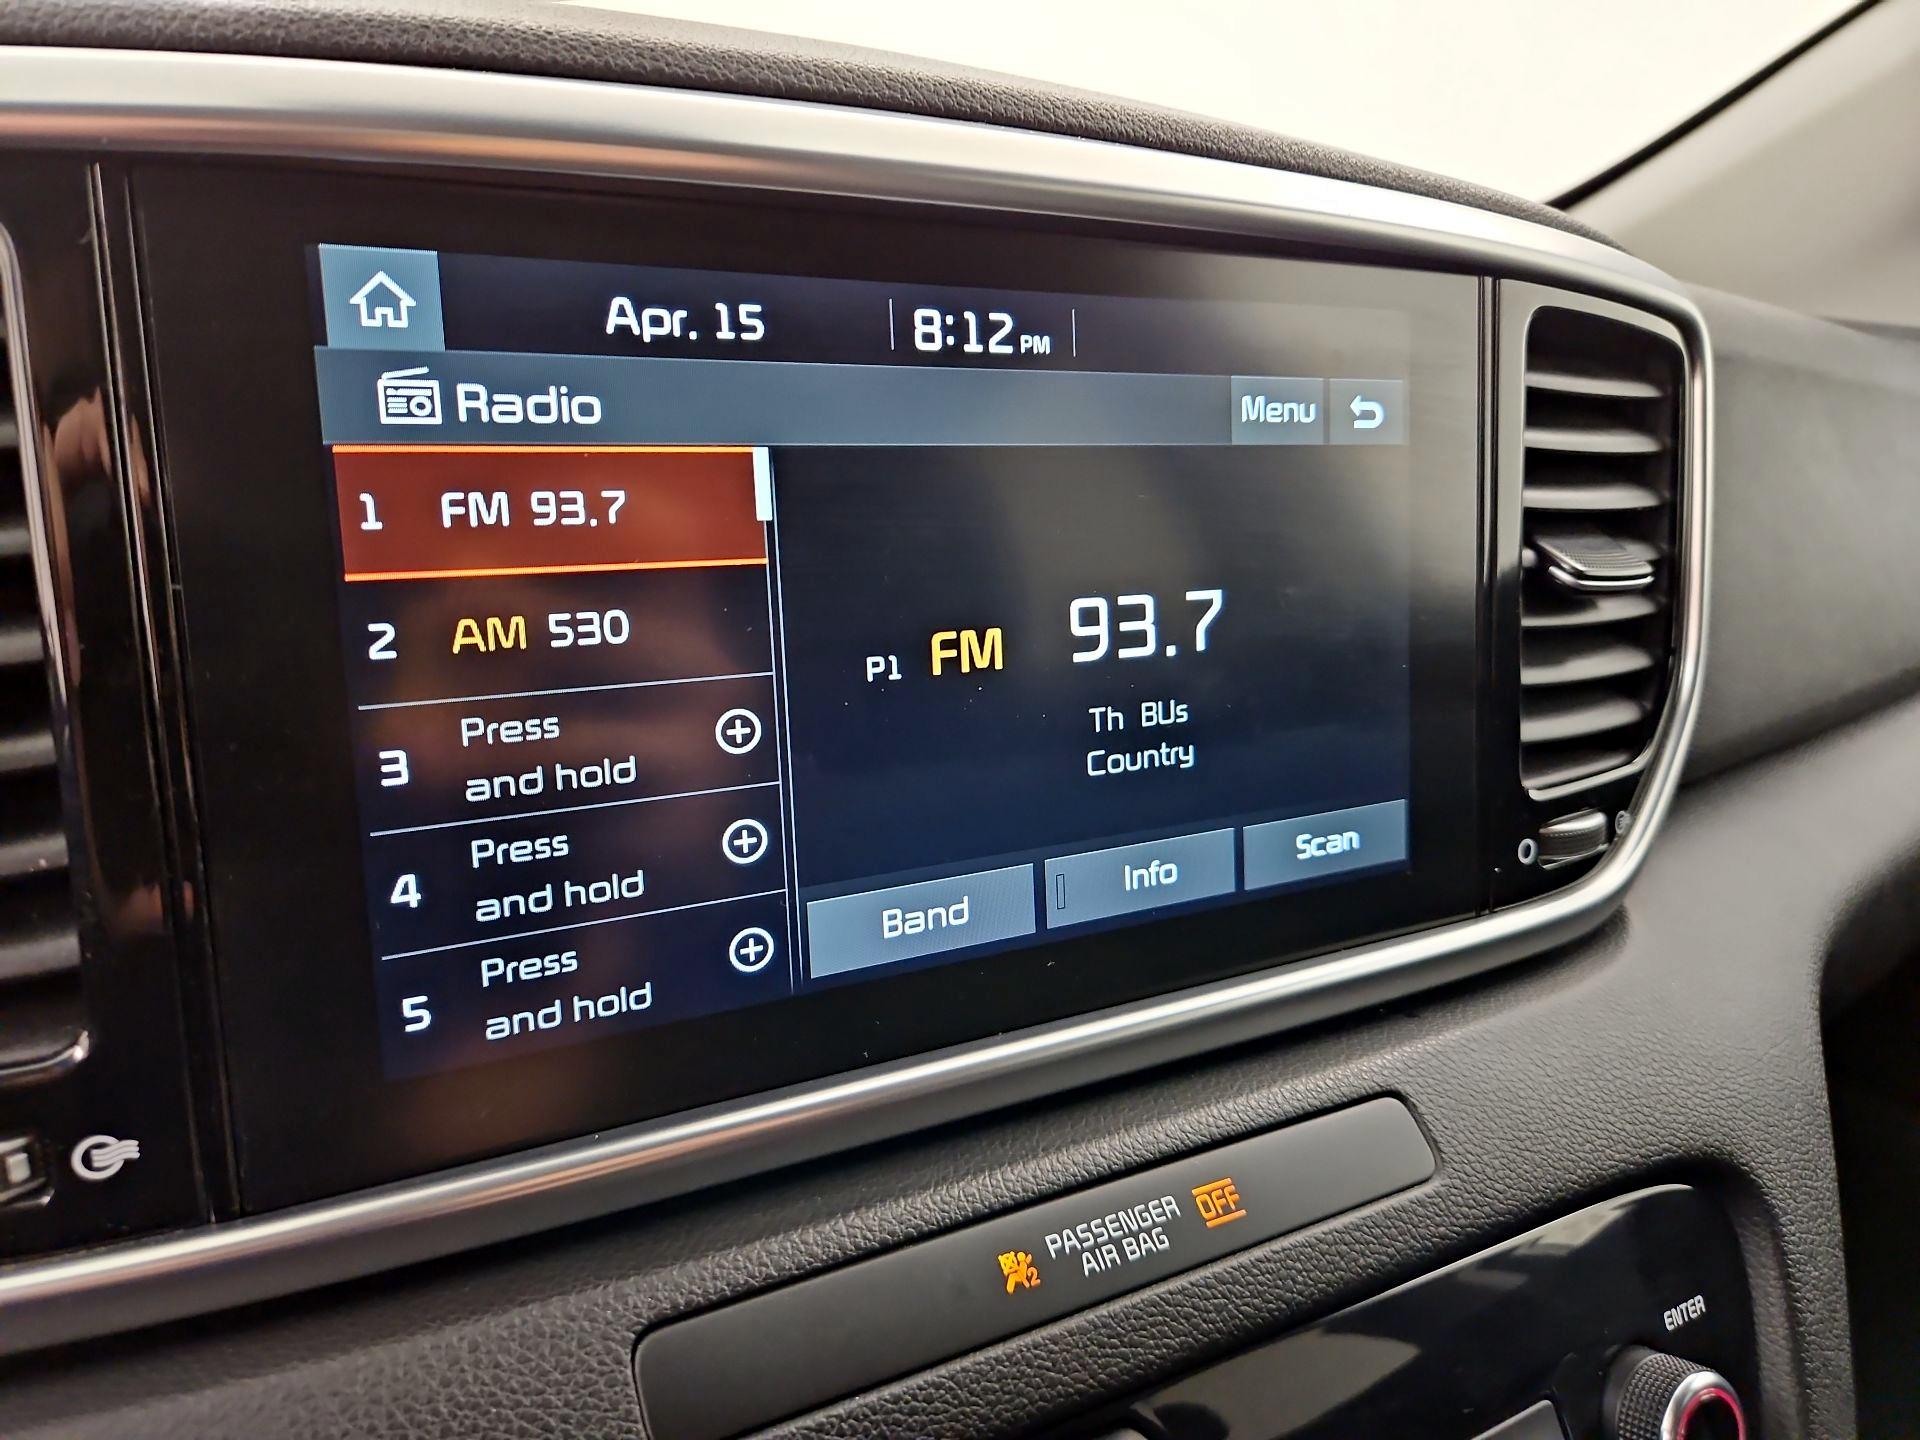 Apr. 15
8:12 PM
Radio
Menu
1 FM 93.7
2 AM 530
3 Press
and hold
4 Press
and hold
5 Press
and hold
P1 FM 93.7
Th BUs
Country
Band
Info
Scan
0
2 PASSENGER
AIR BAG
OFF
ENTER